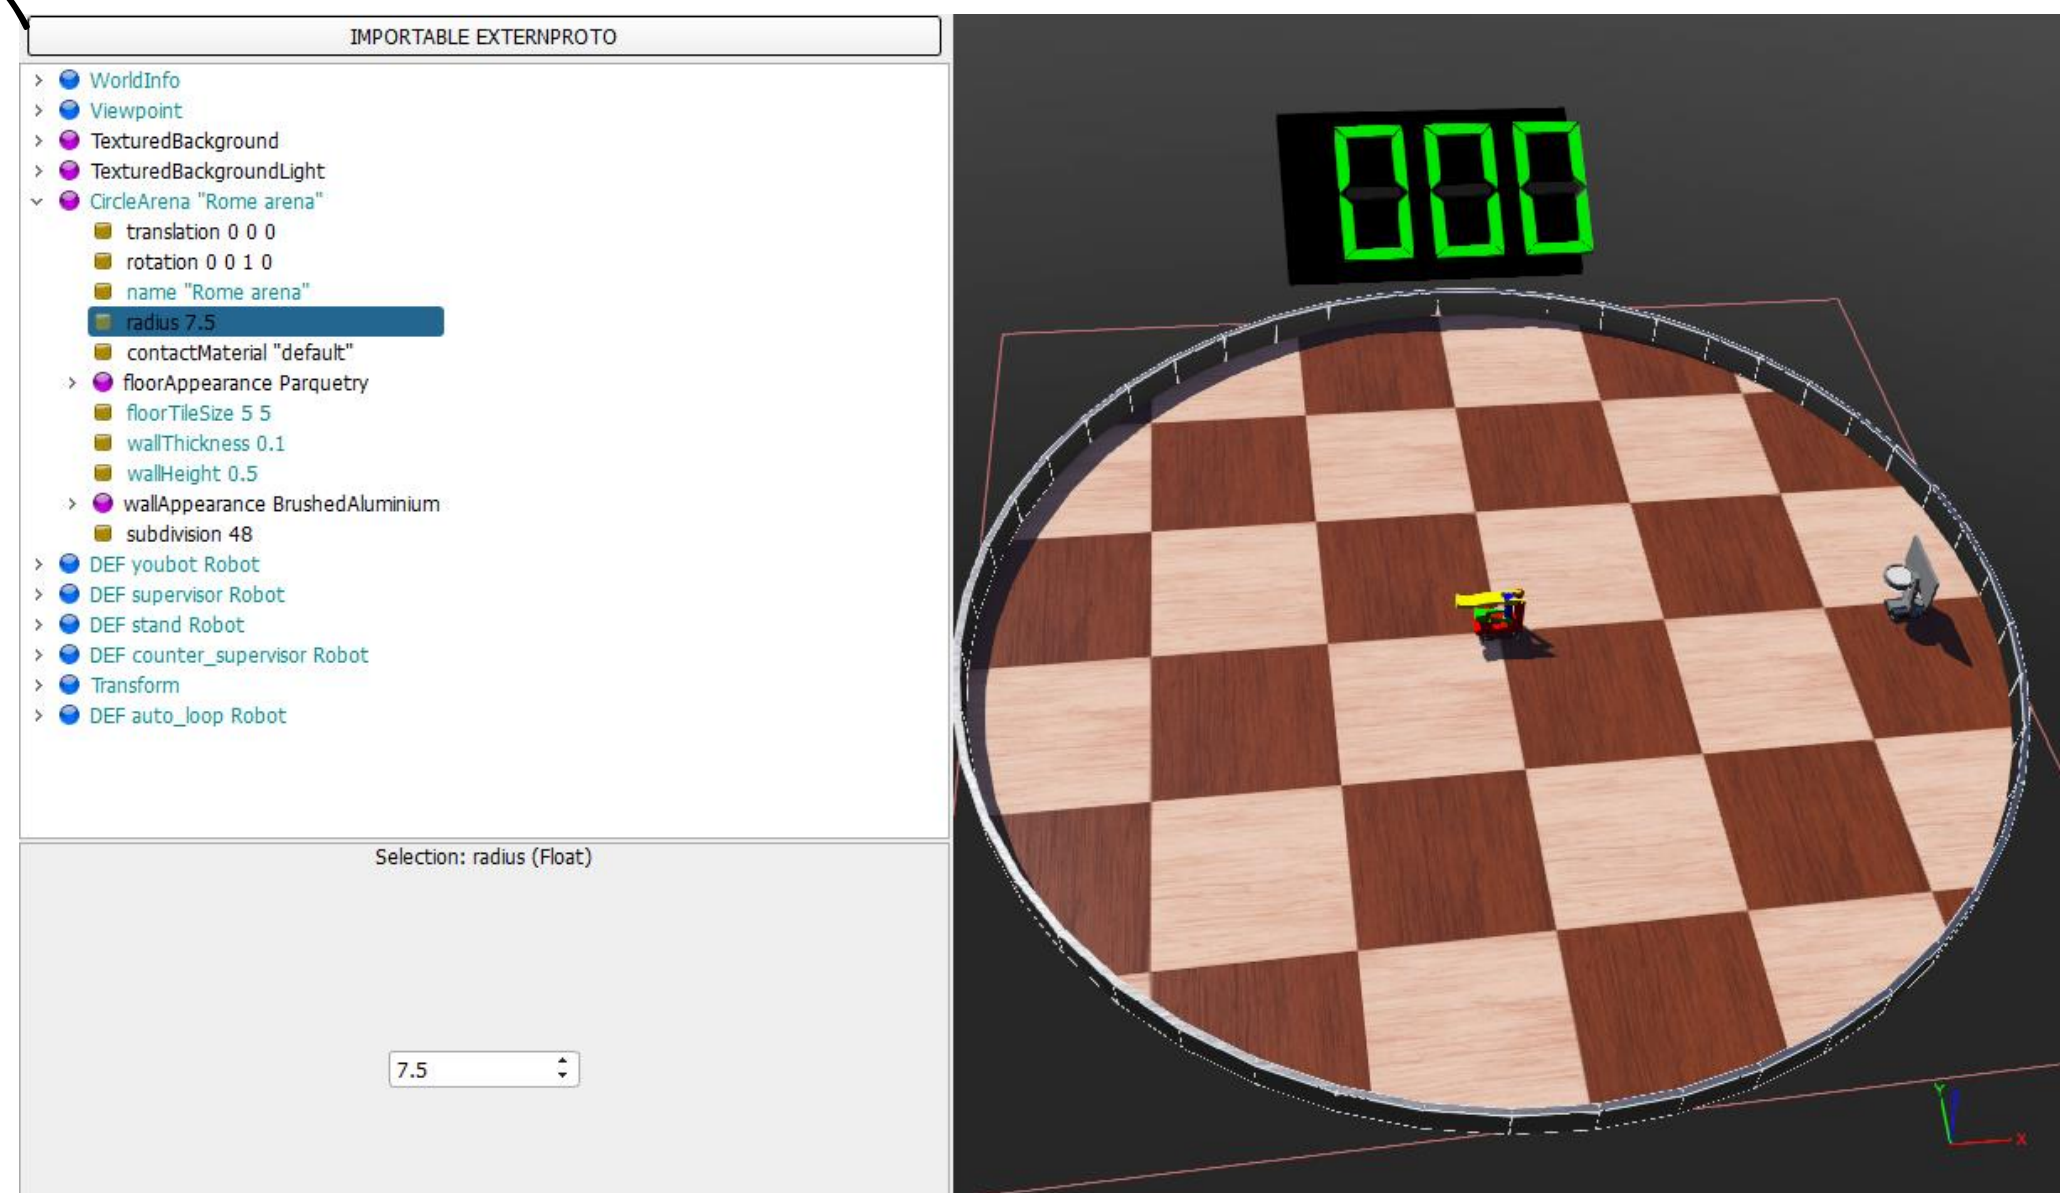 IMPORTABLE EXTERNPROTO
WorldInfo
Viewpoint
TexturedBackground
TexturedBackgroundLight
CircleArena "Rome arena"
translation 0 0 0
rotation 0 0 1 0
name "Rome arena"
radius 7.5
contactMaterial "default"
floorAppearance Parquetry
floorTileSize 5 5
wallThickness 0.1
wallHeight 0.5
wallAppearance BrushedAluminium
subdivision 48
DEF youbot Robot
DEF supervisor Robot
DEF stand Robot
DEF counter_supervisor Robot
Transform
DEF auto_loop Robot
Selection: radius (Float)
7.5
000
Y
X